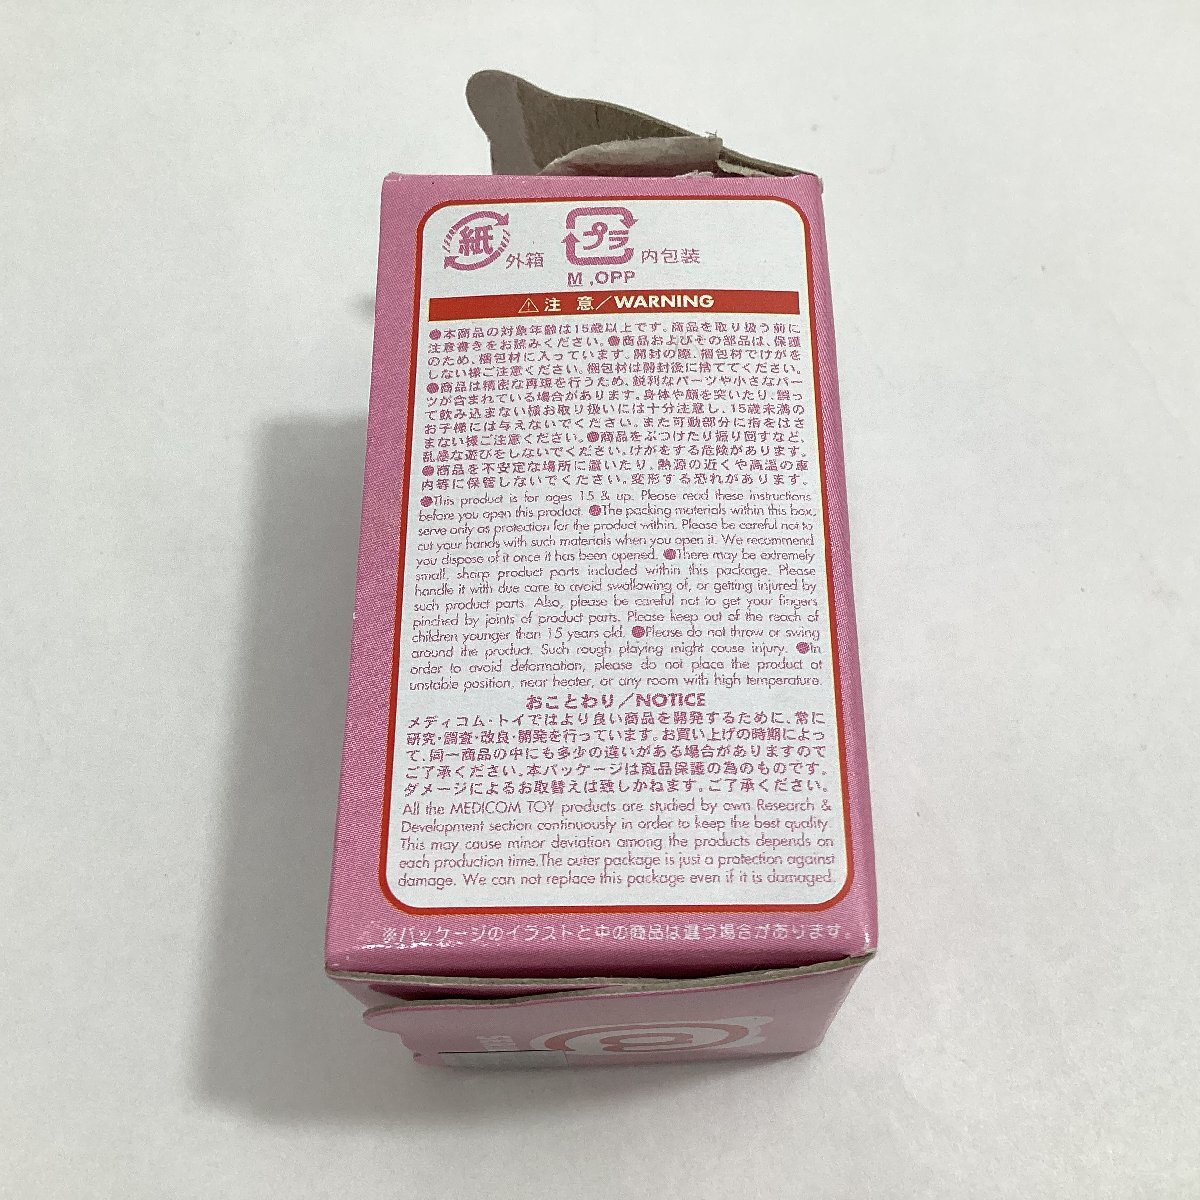 紙
外箱
プラ
内包装
M ,OPP
⚠注 意/WARNING
●本商品の対象年齢は15歳以上です。商品を取り扱う前に
注意書きをお読みください。●商品およびその部品は、保護
のため、梱包材に入っています。開封の際、梱包材でけがを
しない様ご注意ください。梱包材は開封後に捨ててください。
●商品は精密な再現を行うため、鋭利なパーツや小さなパー
ツが含まれている場合があります。身体や顔を突いたり、誤っ
て飲み込まない様お取り扱いには十分注意し、15歳未満の
お子様には与えないでください。また可動部分に指をはさ
まない様ご注意ください。●商品をぶつけたり振り回すなど、
乱暴な遊びをしないでください。けがをする危険があります。
●商品を不安定な場所に置いたり、熱源の近くや高温の車
内等に保管しないでください。変形する恐れがあります。
●This product is for ages 15 & up. Please read these instructions
before you open this product. ●The packing materials within this box,
serve only as protection for the product within. Please be careful not to
cut your hands with such materials when you open it. We recommend
you dispose of it once it has been opened. ●There may be extremely
small, sharp product parts included within this package. Please
handle it with due care to avoid swallowing of, or getting injured by
such product parts. Also, please be careful not to get your fingers
pinched by joints of product parts. Please keep out of the reach of
children younger than 15 years old. ●Please do not throw or swing
around the product. Such rough playing might cause injury. ●In
order to avoid deformation, please do not place the product at
unstable position, near heater, or any room with high temperature.
おことわり/NOTICE
メディコム・トイではより良い商品を開発するために、常に
研究・調査・改良・開発を行っています。お買い上げの時期によっ
て、同一商品の中にも多少の違いがある場合がありますので
ご了承ください。本パッケージは商品保護の為のものです。
ダメージによるお取替えは致しかねます。ご了承ください。
All the MEDICOM TOY products are studied by own Research &
Development section continuously in order to keep the best quality.
This may cause minor deviation among the products depends on
each production time.The outer package is just a protection against
damage. We can not replace this package even if it is damaged.
※パッケージのイラストと中の商品は違う場合があります。